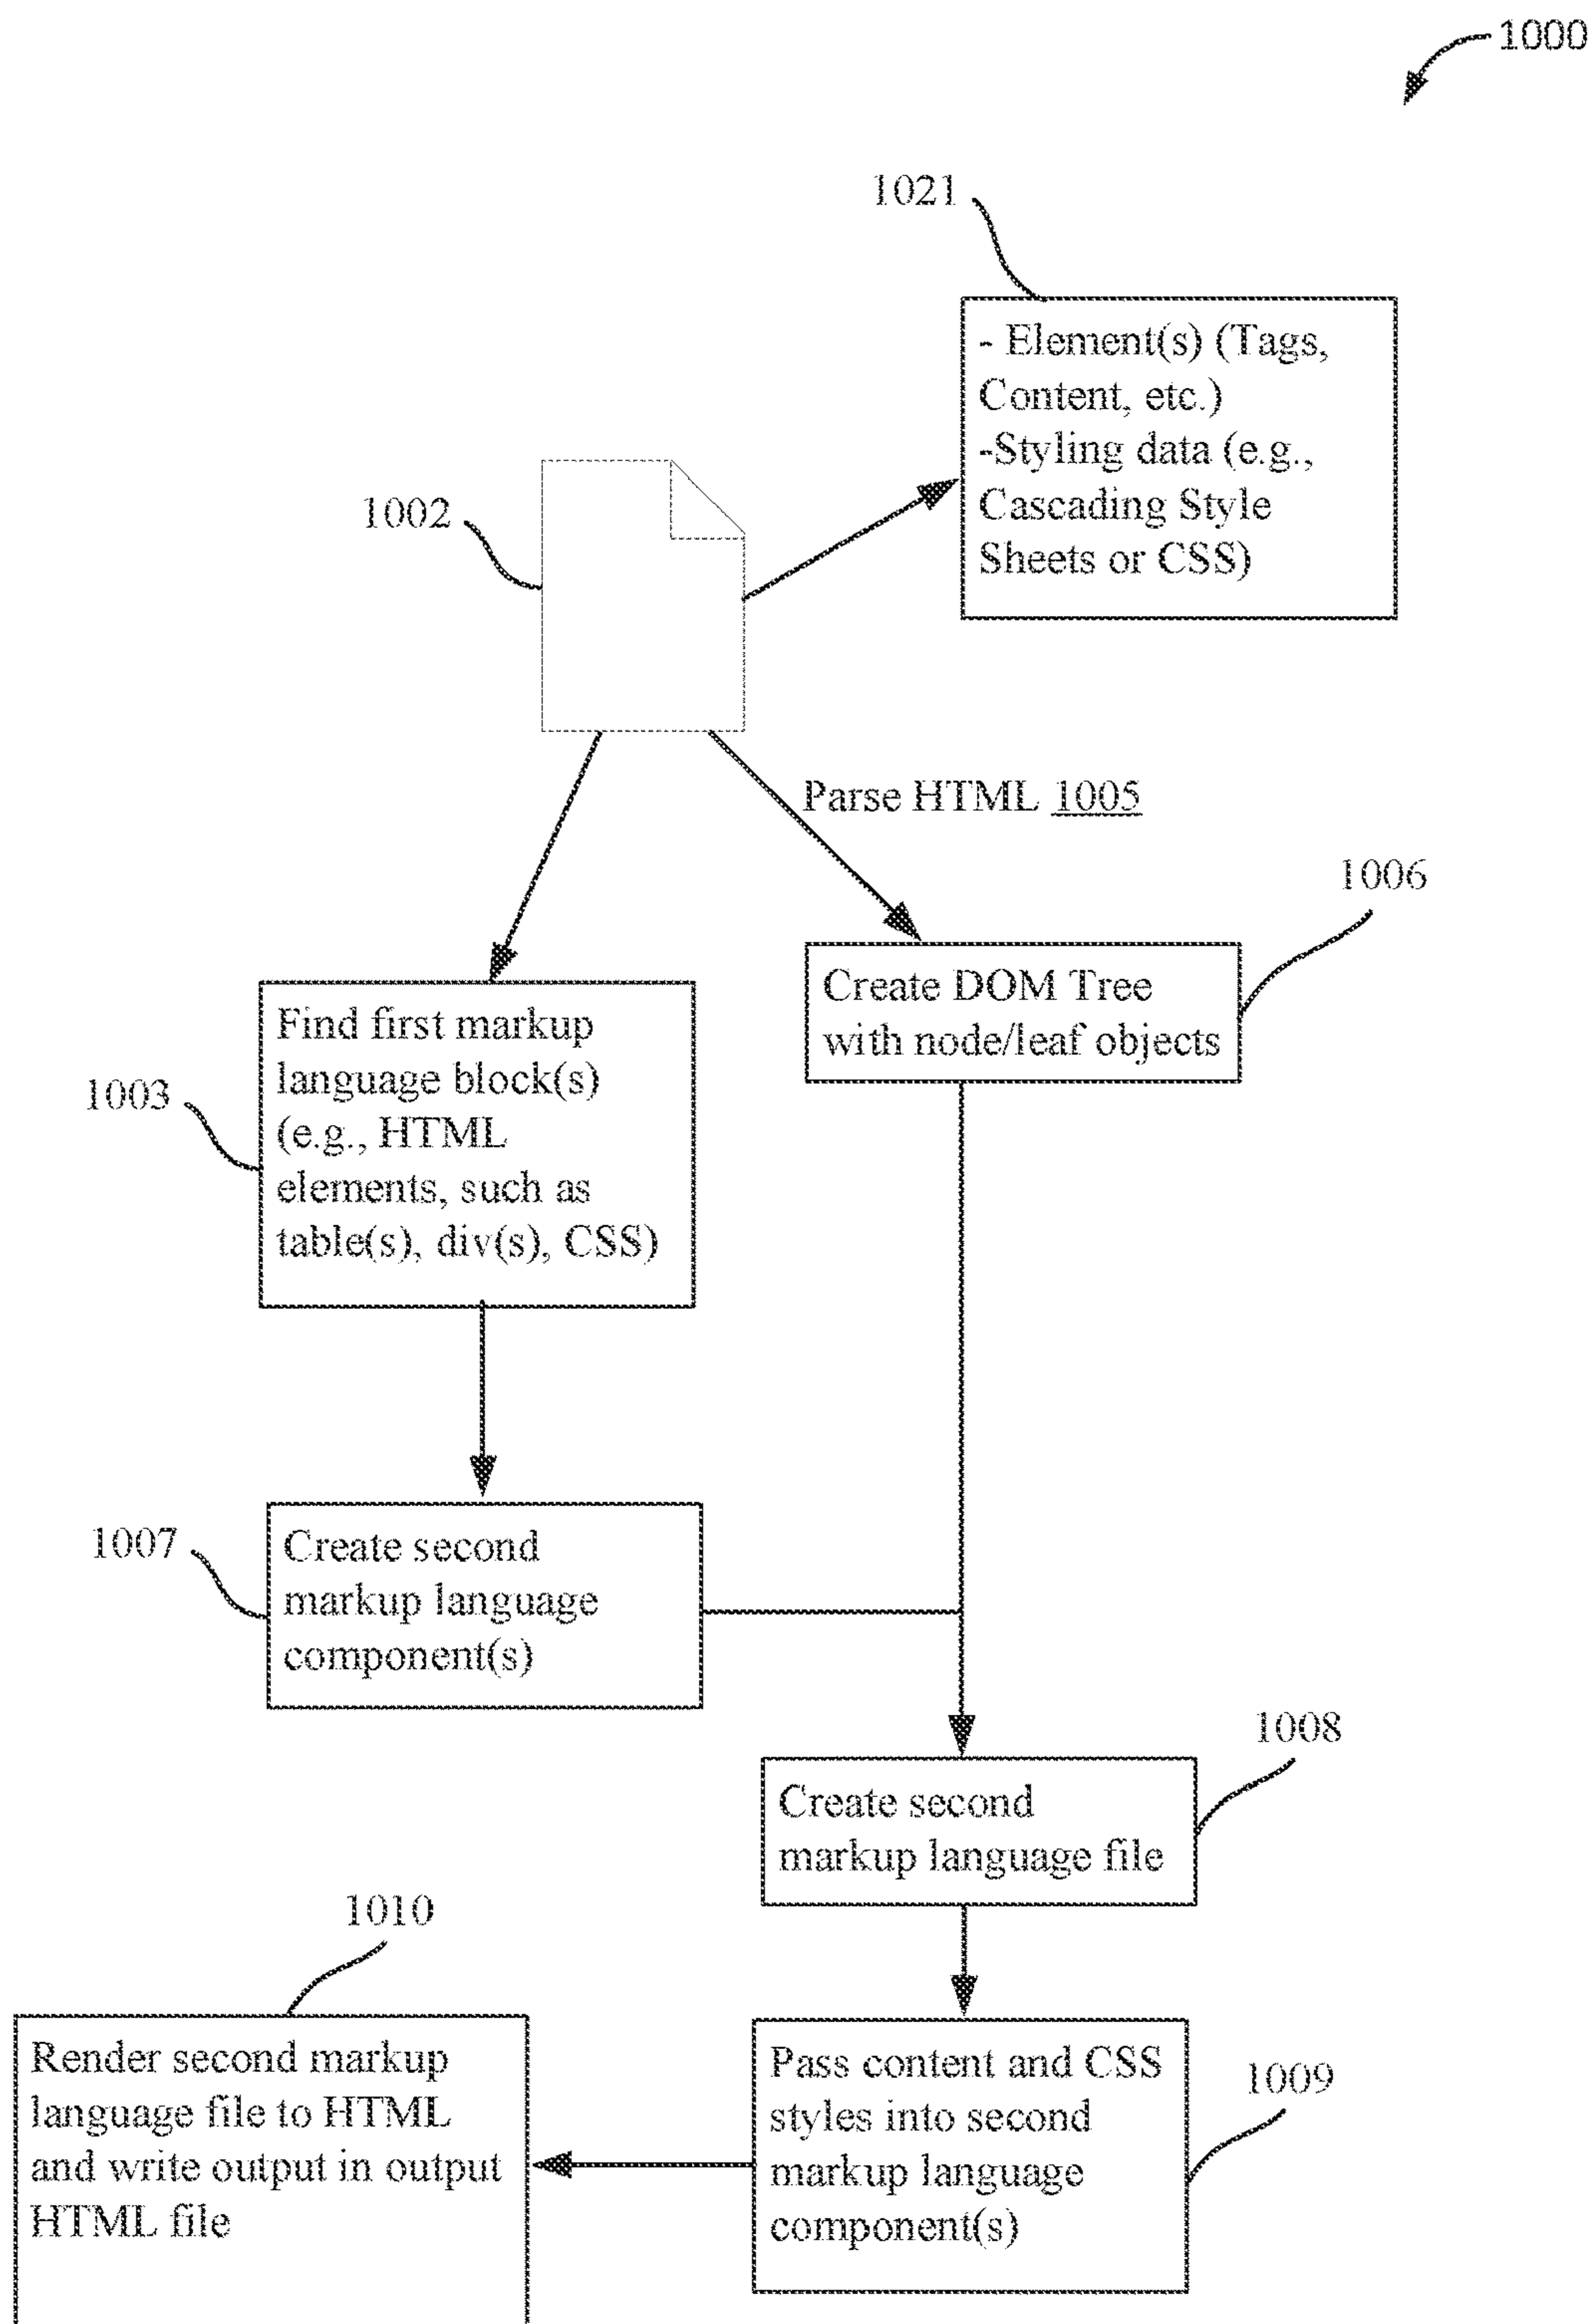 1000
1021
- Element(s) (Tags,
Content, etc.)
-Styling data (e.g.,
Cascading Style
Sheets or CSS)
1002
Parse HTML 1005
1006
Create DOM Tree
with node/leaf objects
1003
Find first markup
language block(s)
(e.g., HTML
elements, such as
table(s), div(s), CSS)
1007
Create second
markup language
component(s)
1008
Create second
markup language file
1010
Render second markup
language file to HTML
and write output in output
HTML file
1009
Pass content and CSS
styles into second
markup language
component(s)